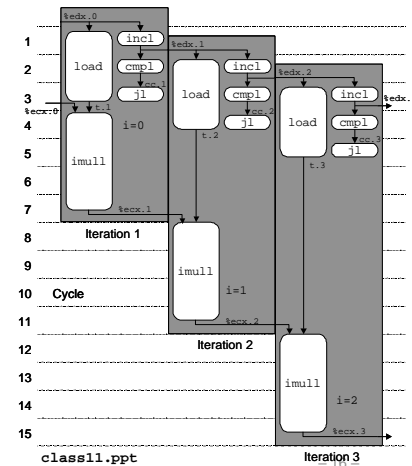 %edx.0
1
incl
%edx.1
load
cmpl
incl
2
cc.1
%edx.2
jl
load
cmpl
incl
3
%edx.
%ecx.0
t.1
cc.2
jl
load
cmpl
4
i=0
cc.3
t.2
jl
5
imull
t.3
6
7
%ecx.1
Iteration 1
8
9
imull
i=1
10
Cycle
11
%ecx.2
Iteration 2
12
13
imull
i=2
14
15
%ecx.3
class11.ppt
Iteration 3